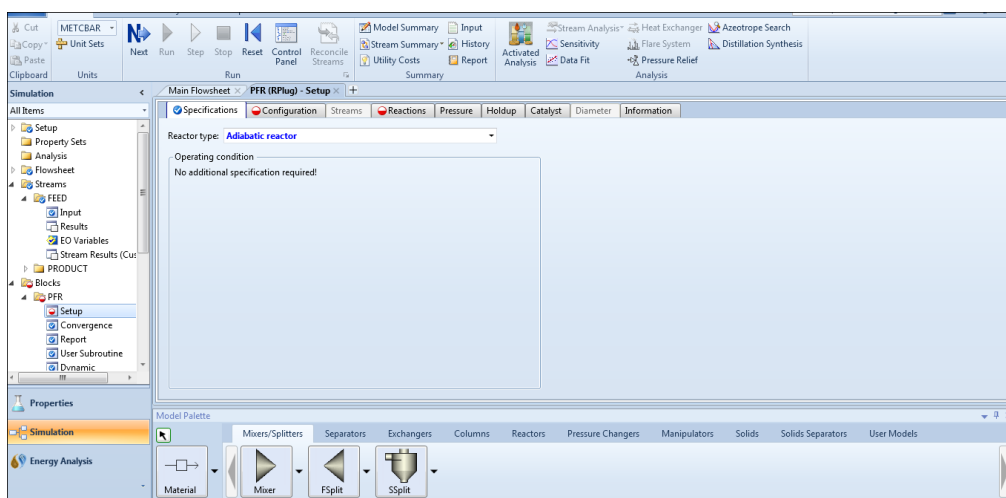 Cut
METCBAR
Copy
Unit Sets
Paste
Clipboard
Units
Next
Run
Step
Stop
Reset
Control Panel
Reconcile Streams
Run
Model Summary
Input
Stream Summary
History
Utility Costs
Report
Summary
Activated Analysis
Stream Analysis
Heat Exchanger
Azeotrope Search
Sensitivity
Flare System
Distillation Synthesis
Data Fit
Pressure Relief
Analysis
Simulation
Main Flowsheet
PFR (RPlug) - Setup
All Items
Specifications
Configuration
Streams
Reactions
Pressure
Holdup
Catalyst
Diameter
Information
Setup
Property Sets
Analysis
Flowsheet
Streams
FEED
Input
Results
EO Variables
Stream Results (Cus
PRODUCT
Blocks
PFR
Setup
Convergence
Report
User Subroutine
Dynamic
Reactor type: Adiabatic reactor
Operating condition
No additional specification required!
Properties
Simulation
Energy Analysis
Model Palette
Mixers/Splitters
Separators
Exchangers
Columns
Reactors
Pressure Changers
Manipulators
Solids
Solids Separators
User Models
Material
Mixer
FSplit
SSplit